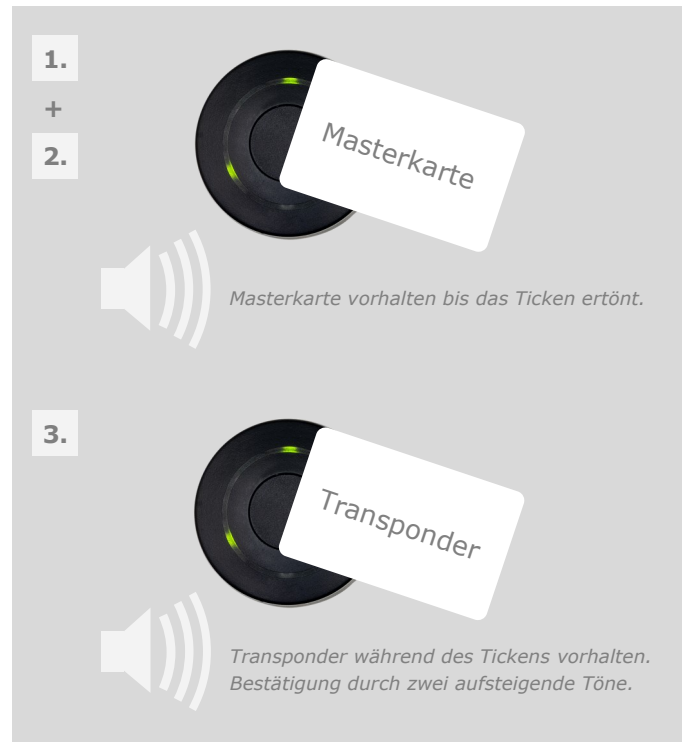 1.
+
2.
Masterkarte
Masterkarte vorhalten bis das Ticken ertönt.
3.
Transponder
Transponder während des Tickens vorhalten.
Bestätigung durch zwei aufsteigende Töne.